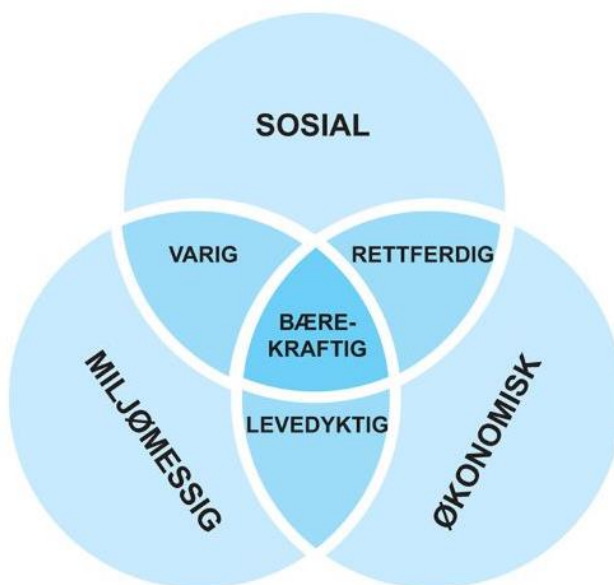 SOSIAL
VARIG
RETTFERDIG
BÆRE-
KRAFTIG
LEVEDYKTIG
MILJØMESSIG
ØKONOMISK